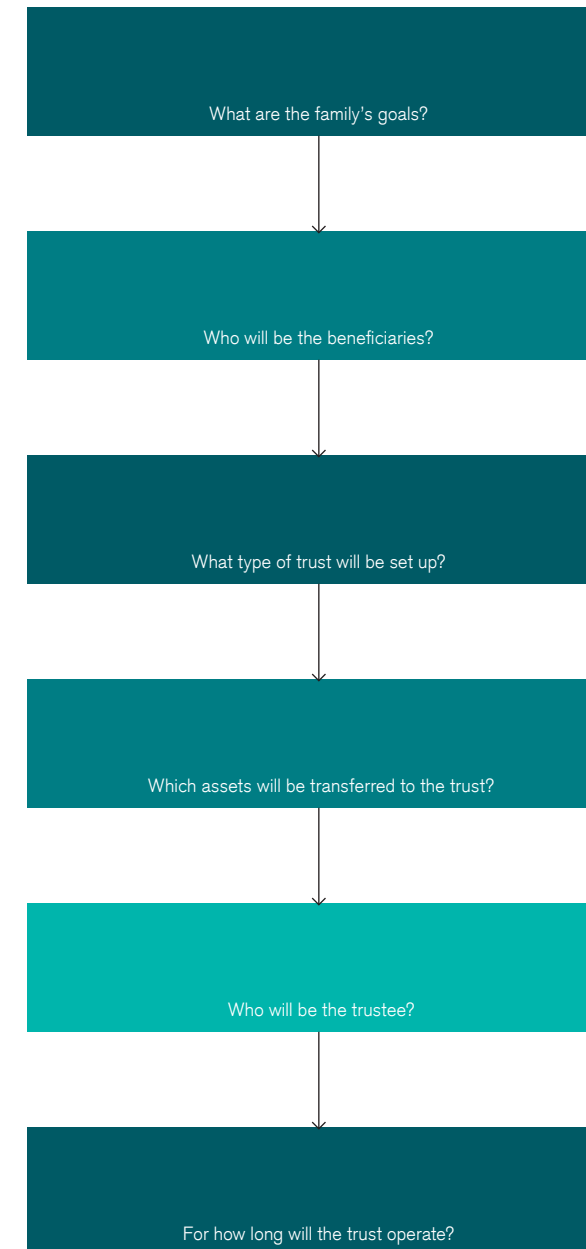 What are the family's goals?
Who will be the beneficiaries?
What type of trust will be set up?
Which assets will be transferred to the trust?
Who will be the trustee?
For how long will the trust operate?